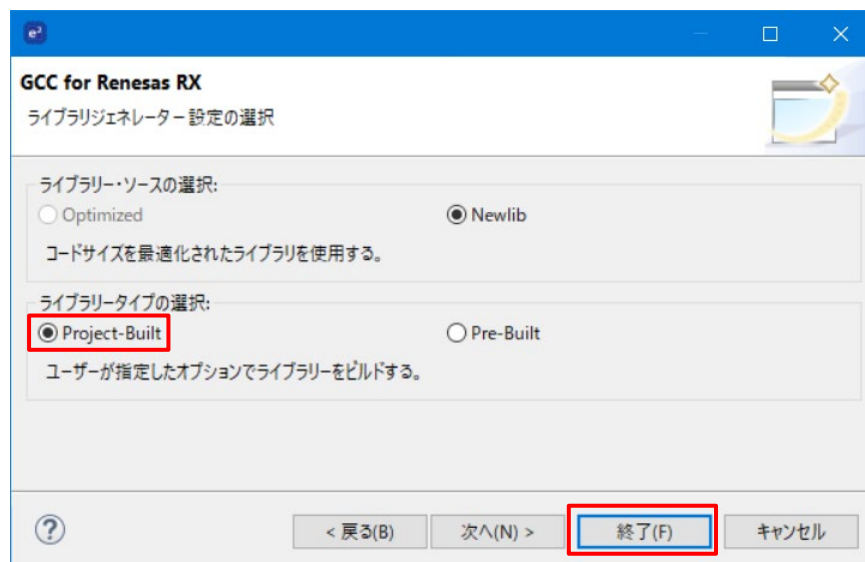 e²
GCC for Renesas RX
ライブラリジェネレーター設定の選択
ライブラリー・ソースの選択:
Optimized
Newlib
コードサイズを最適化されたライブラリを使用する。
ライブラリータイプの選択:
Project-Built
Pre-Built
ユーザーが指定したオプションでライブラリーをビルドする。
?
< 戻る(B)
次へ(N) >
終了(F)
キャンセル